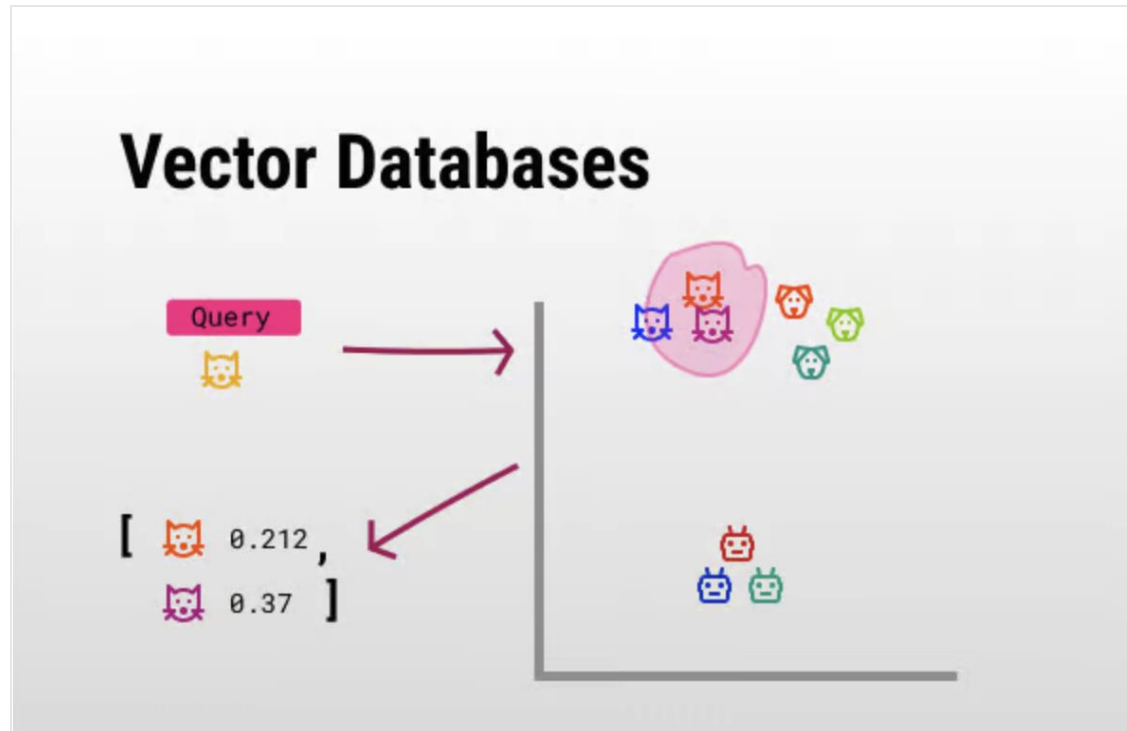 Vector Databases
Query
[ 0.212 ,
0.37 ]